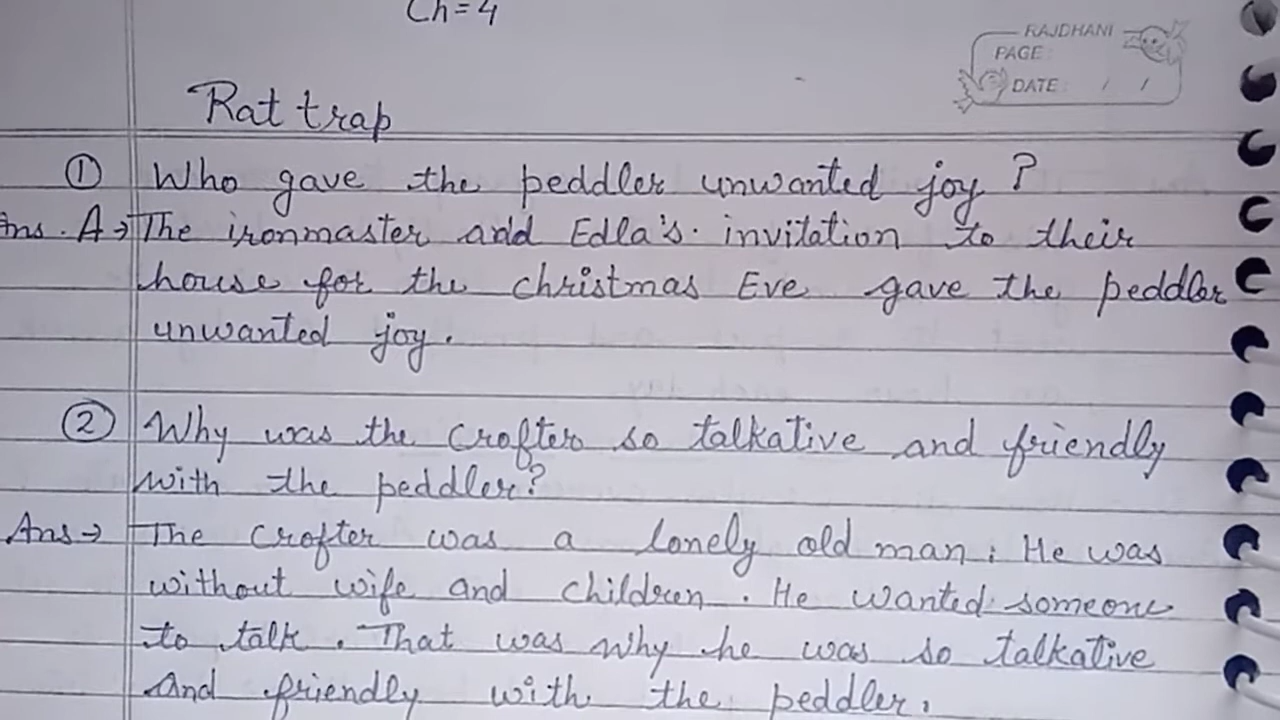 Ch = 4
RAJDHANI
PAGE :
DATE : / /
Rat trap
① Who gave the peddler unwanted joy ?
Ans. A → The ironmaster and Edla's. invitation to their
house for the christmas Eve gave the peddler
unwanted joy.
② Why was the crofter so talkative and friendly
with the peddler?
Ans → The crofter was a lonely old man. He was
without wife and children. He wanted someone
to talk. That was why he was so talkative
and friendly with the peddler.